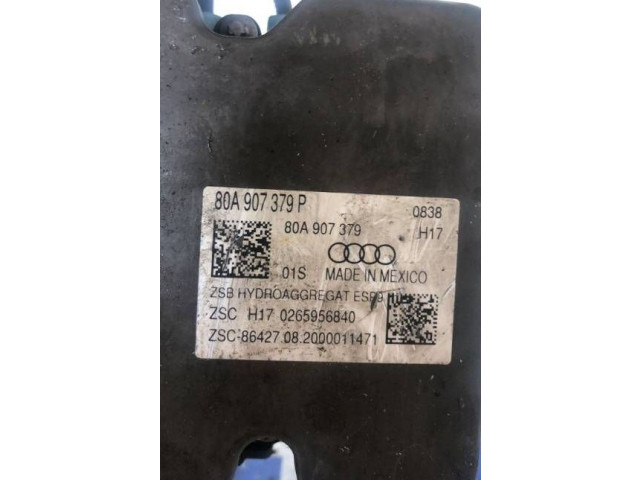 80A 907 379 P
0838
80A 907 379
H17
01S MADE IN MEXICO
ZSB HYDROAGGREGAT ESP9
ZSC H17 0265956840
ZSC-86427.08.2000011471